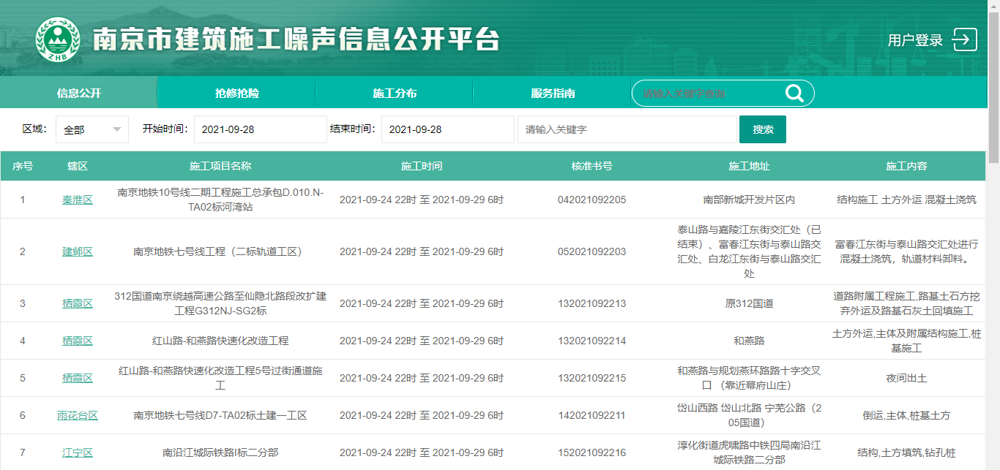 南京市建筑施工噪声信息公开平台
ZHB
用户登录
信息公开 抢修抢险 施工分布 服务指南 请输入关键字查询
区域： 全部 开始时间： 2021-09-28 结束时间： 2021-09-28 请输入关键字 搜索
序号 辖区 施工项目名称 施工时间 核准书号 施工地址 施工内容
1 秦淮区 南京地铁10号线二期工程施工总承包D.010.N-
TA02标河湾站 2021-09-24 22时 至 2021-09-29 6时 042021092205 南部新城开发片区内 结构施工 土方外运 混凝土浇筑
2 建邺区 南京地铁七号线工程（二标轨道工区） 2021-09-24 22时 至 2021-09-29 6时 052021092203 泰山路与嘉陵江东街交汇处（已
结束）、富春江东街与泰山路交
汇处、白龙江东街与泰山路交汇
处 富春江东街与泰山路交汇处进行
混凝土浇筑，轨道材料卸料。
3 栖霞区 312国道南京绕越高速公路至仙隐北路段改扩建
工程G312NJ-SG2标 2021-09-24 22时 至 2021-09-29 6时 132021092213 原312国道 道路附属工程施工,路基土石方挖
弃外运及路基石灰土回填施工
4 栖霞区 红山路-和燕路快速化改造工程 2021-09-24 22时 至 2021-09-29 6时 132021092214 和燕路 土方外运,主体及附属结构施工,桩
基施工
5 栖霞区 红山路-和燕路快速化改造工程5号过街通道施
工 2021-09-24 22时 至 2021-09-29 6时 132021092215 和燕路与规划燕环路路十字交叉
口 （靠近幕府山庄） 夜间出土
6 雨花台区 南京地铁七号线D7-TA02标土建一工区 2021-09-24 22时 至 2021-09-29 6时 142021092211 岱山西路 岱山北路 宁芜公路（2
05国道） 倒运,主体,桩基土方
7 江宁区 南沿江城际铁路Ⅰ标二分部 2021-09-24 22时 至 2021-09-29 6时 152021092216 淳化街道虎啸路中铁四局南沿江
城际铁路二分部 结构,土方填筑,钻孔桩